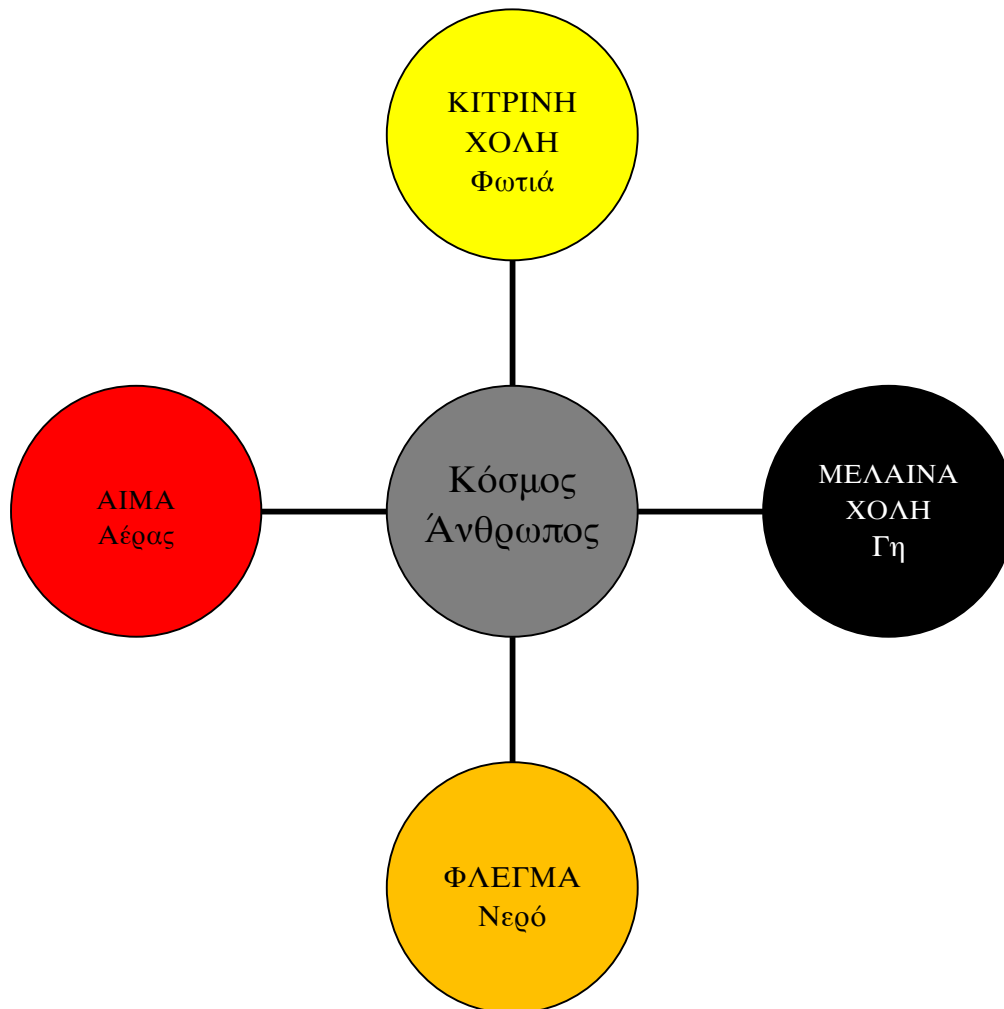 ΚΙΤΡΙΝΗ
ΧΟΛΗ
Φωτιά
ΑΙΜΑ
Αέρας
Κόσμος
Άνθρωπος
ΜΕΛΑΙΝΑ
ΧΟΛΗ
Γη
ΦΛΕΓΜΑ
Νερό